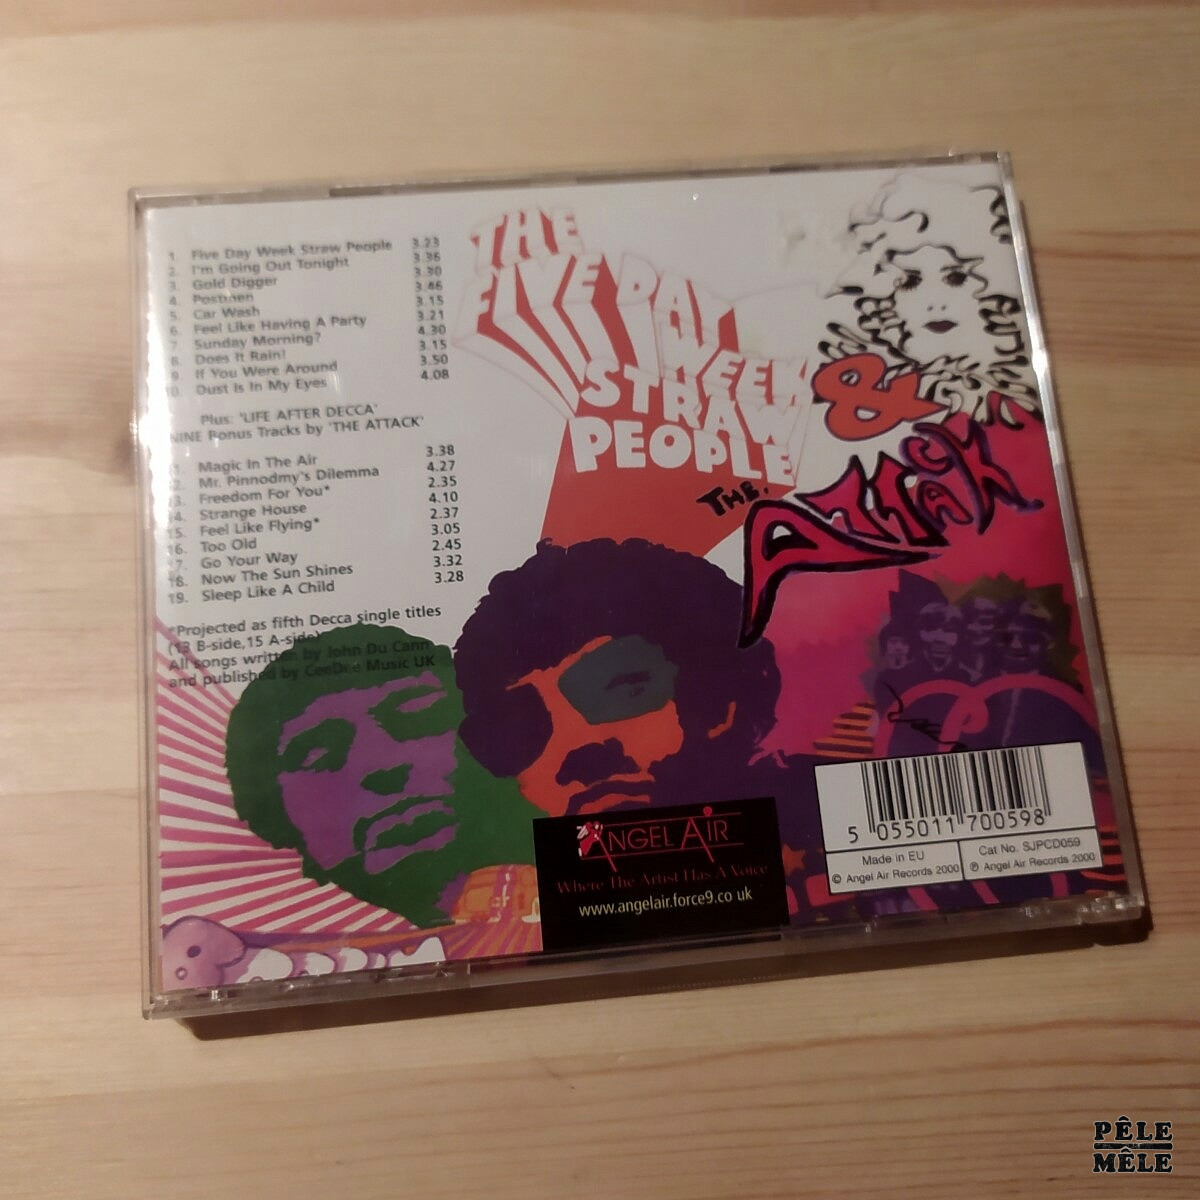 1. Five Day Week Straw People 3.23
2. I'm Going Out Tonight 3.36
3. Gold Digger 3.30
4. Postmen 3.46
5. Car Wash 3.15
6. Feel Like Having A Party 3.21
7. Sunday Morning? 4.30
8. Does It Rain! 3.15
9. If You Were Around 3.50
10. Dust Is In My Eyes 4.08
Plus: 'LIFE AFTER DECCA'
NINE Bonus Tracks by 'THE ATTACK'
11. Magic In The Air 3.38
12. Mr. Pinnodmy's Dilemma 4.27
13. Freedom For You* 2.35
14. Strange House 4.10
15. Feel Like Flying* 2.37
16. Too Old 3.05
17. Go Your Way 2.45
18. Now The Sun Shines 3.32
19. Sleep Like A Child 3.28
*Projected as fifth Decca single titles
(13 B-side,15 A-side)
All songs written by John Du Cann
and published by CeeDee Music UK
THE
FIVE DAY
WEEK
STRAW
PEOPLE
&
THE
ATTACK
ANGEL AIR
Where The Artist Has A Voice
www.angelair.force9.co.uk
5 055011 700598
Made in EU
© Angel Air Records 2000
Cat No. SJPCD059
℗ Angel Air Records 2000
PÊLE
MÊLE